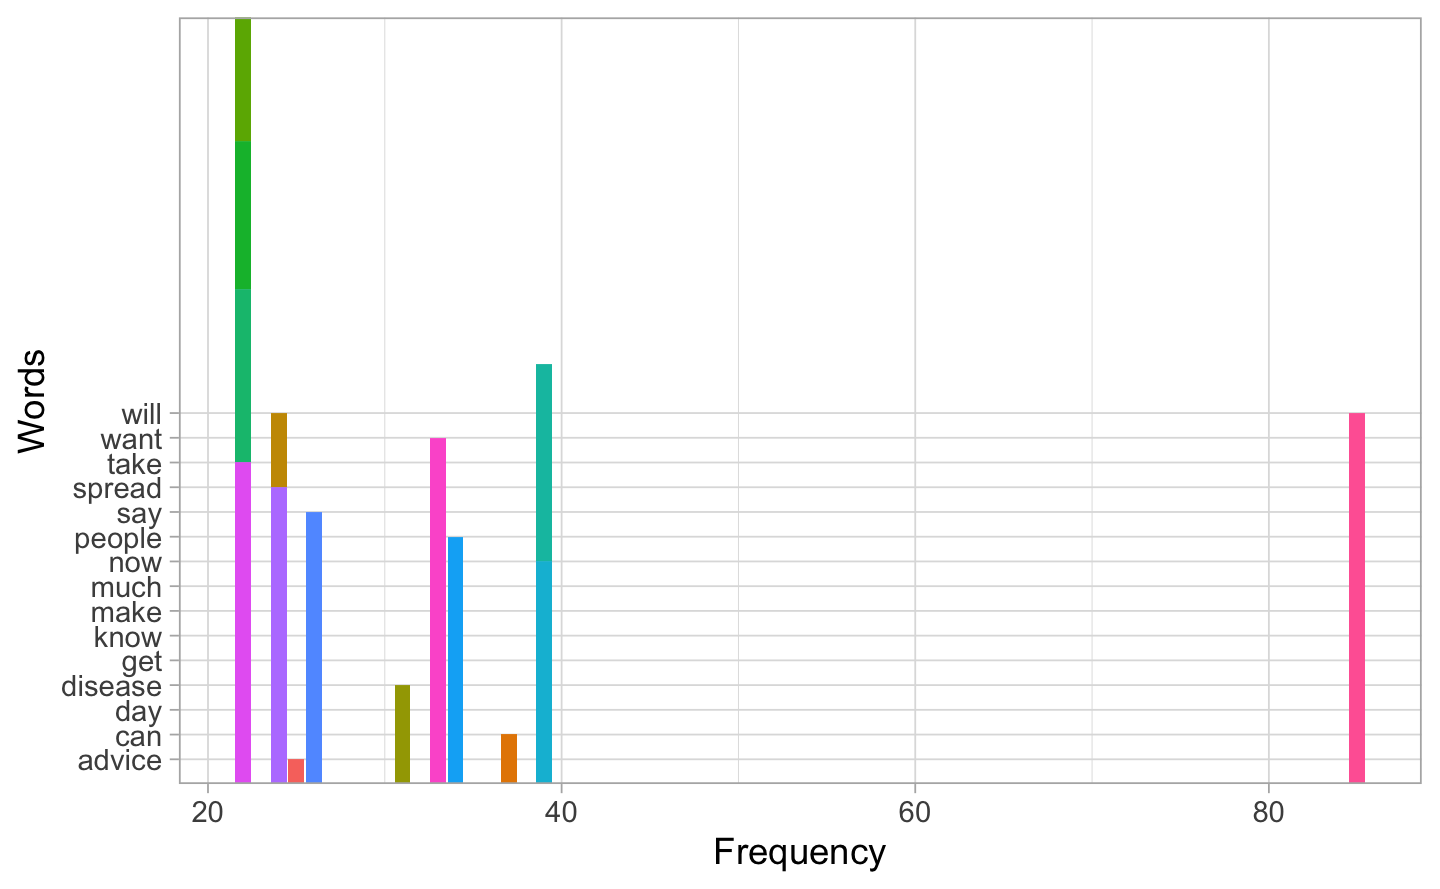 Words
will
want
take
spread
say
people
now
much
make
know
get
disease
day
can
advice
20 40 60 80
Frequency